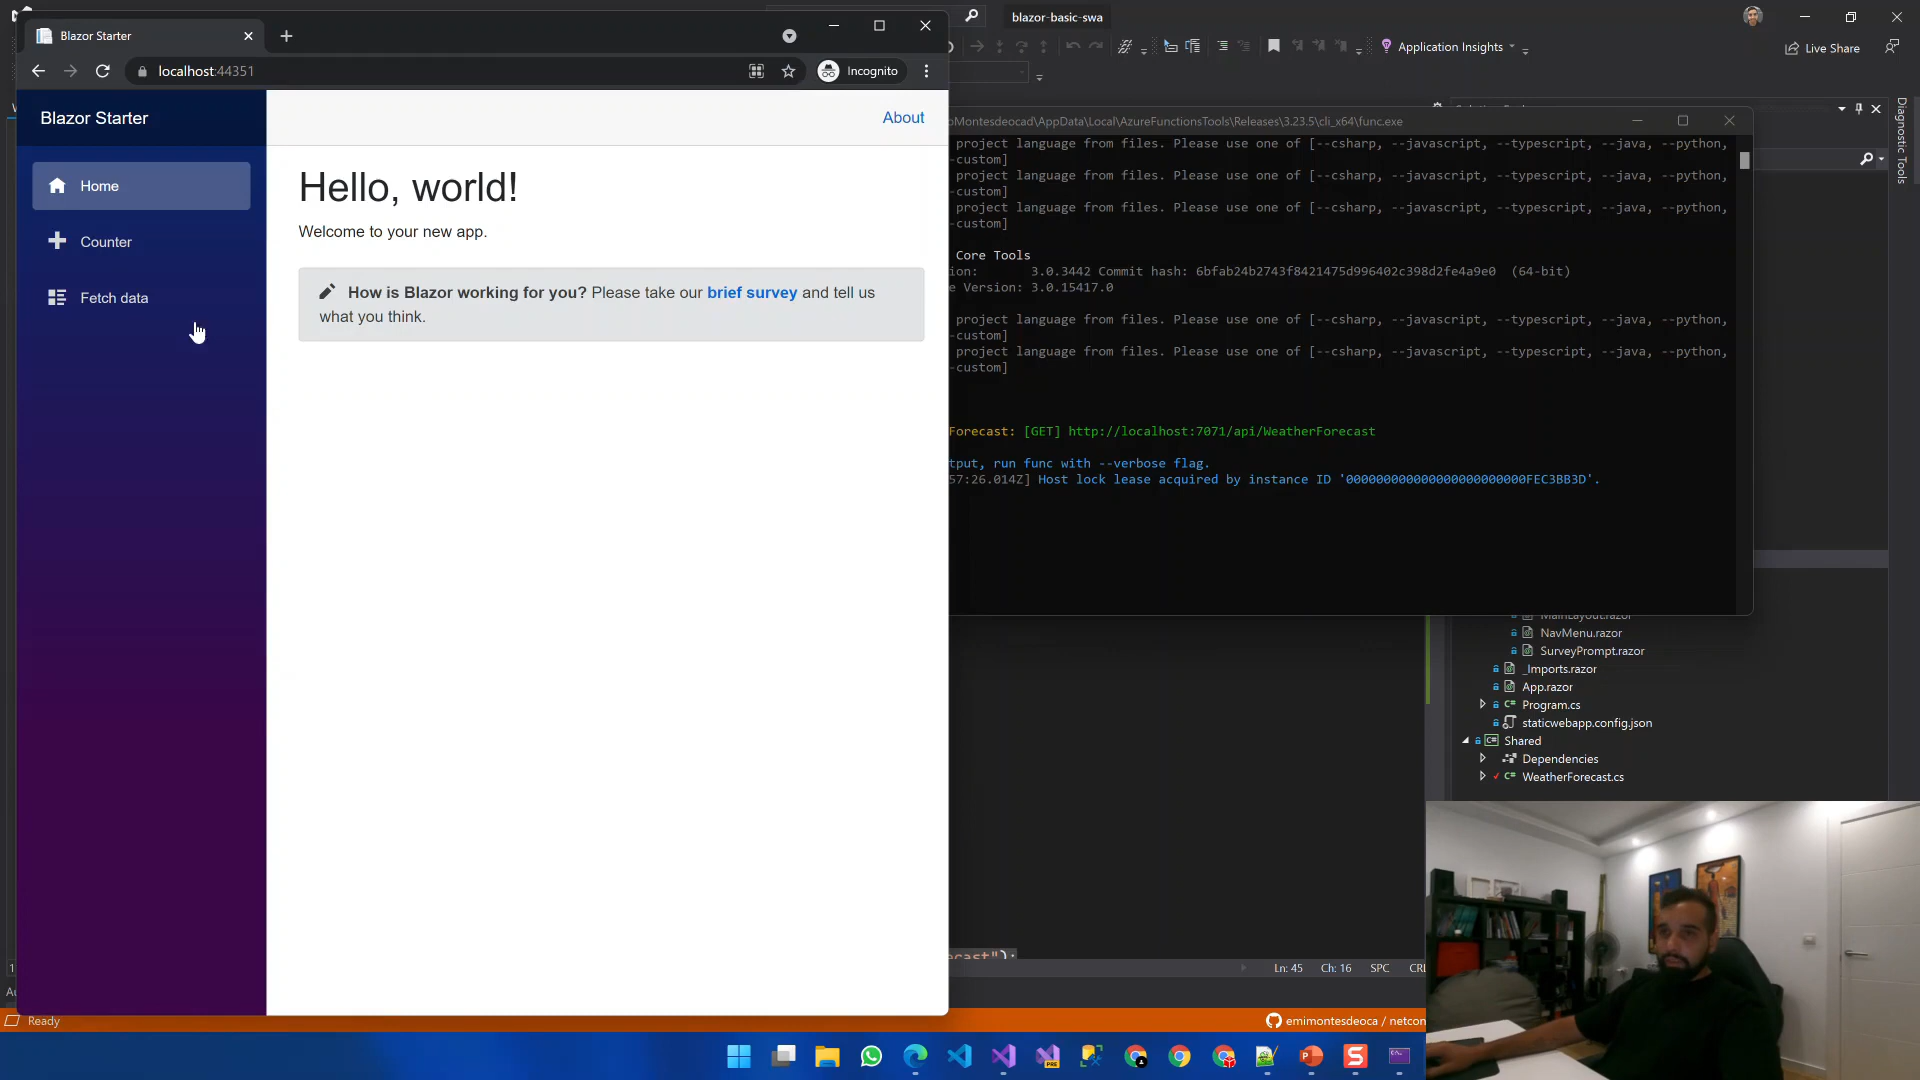 blazor-basic-swa
Blazor Starter
localhost:44351
Incognito
Application Insights
Live Share
Blazor Starter
About
Home
Counter
Fetch data
Hello, world!
Welcome to your new app.
How is Blazor working for you? Please take our brief survey and tell us
what you think.
oMontesdeocad\AppData\Local\AzureFunctionsTools\Releases\3.23.5\cli_x64\func.exe
project language from files. Please use one of [--csharp, --javascript, --typescript, --java, --python,
-custom]
project language from files. Please use one of [--csharp, --javascript, --typescript, --java, --python,
-custom]
project language from files. Please use one of [--csharp, --javascript, --typescript, --java, --python,
-custom]
Core Tools
ion: 3.0.3442 Commit hash: 6bfab24b2743f8421475d996402c398d2fe4a9e0 (64-bit)
e Version: 3.0.15417.0
project language from files. Please use one of [--csharp, --javascript, --typescript, --java, --python,
-custom]
project language from files. Please use one of [--csharp, --javascript, --typescript, --java, --python,
-custom]
Forecast: [GET] http://localhost:7071/api/WeatherForecast
tput, run func with --verbose flag.
57:26.014Z] Host lock lease acquired by instance ID '000000000000000000000000FEC3BB3D'.
Diagnostic Tools
MainLayout.razor
NavMenu.razor
SurveyPrompt.razor
_Imports.razor
App.razor
Program.cs
staticwebapp.config.json
Shared
Dependencies
WeatherForecast.cs
ecast");
Ln: 45 Ch: 16 SPC
Ready
emimontesdeoca / netcon